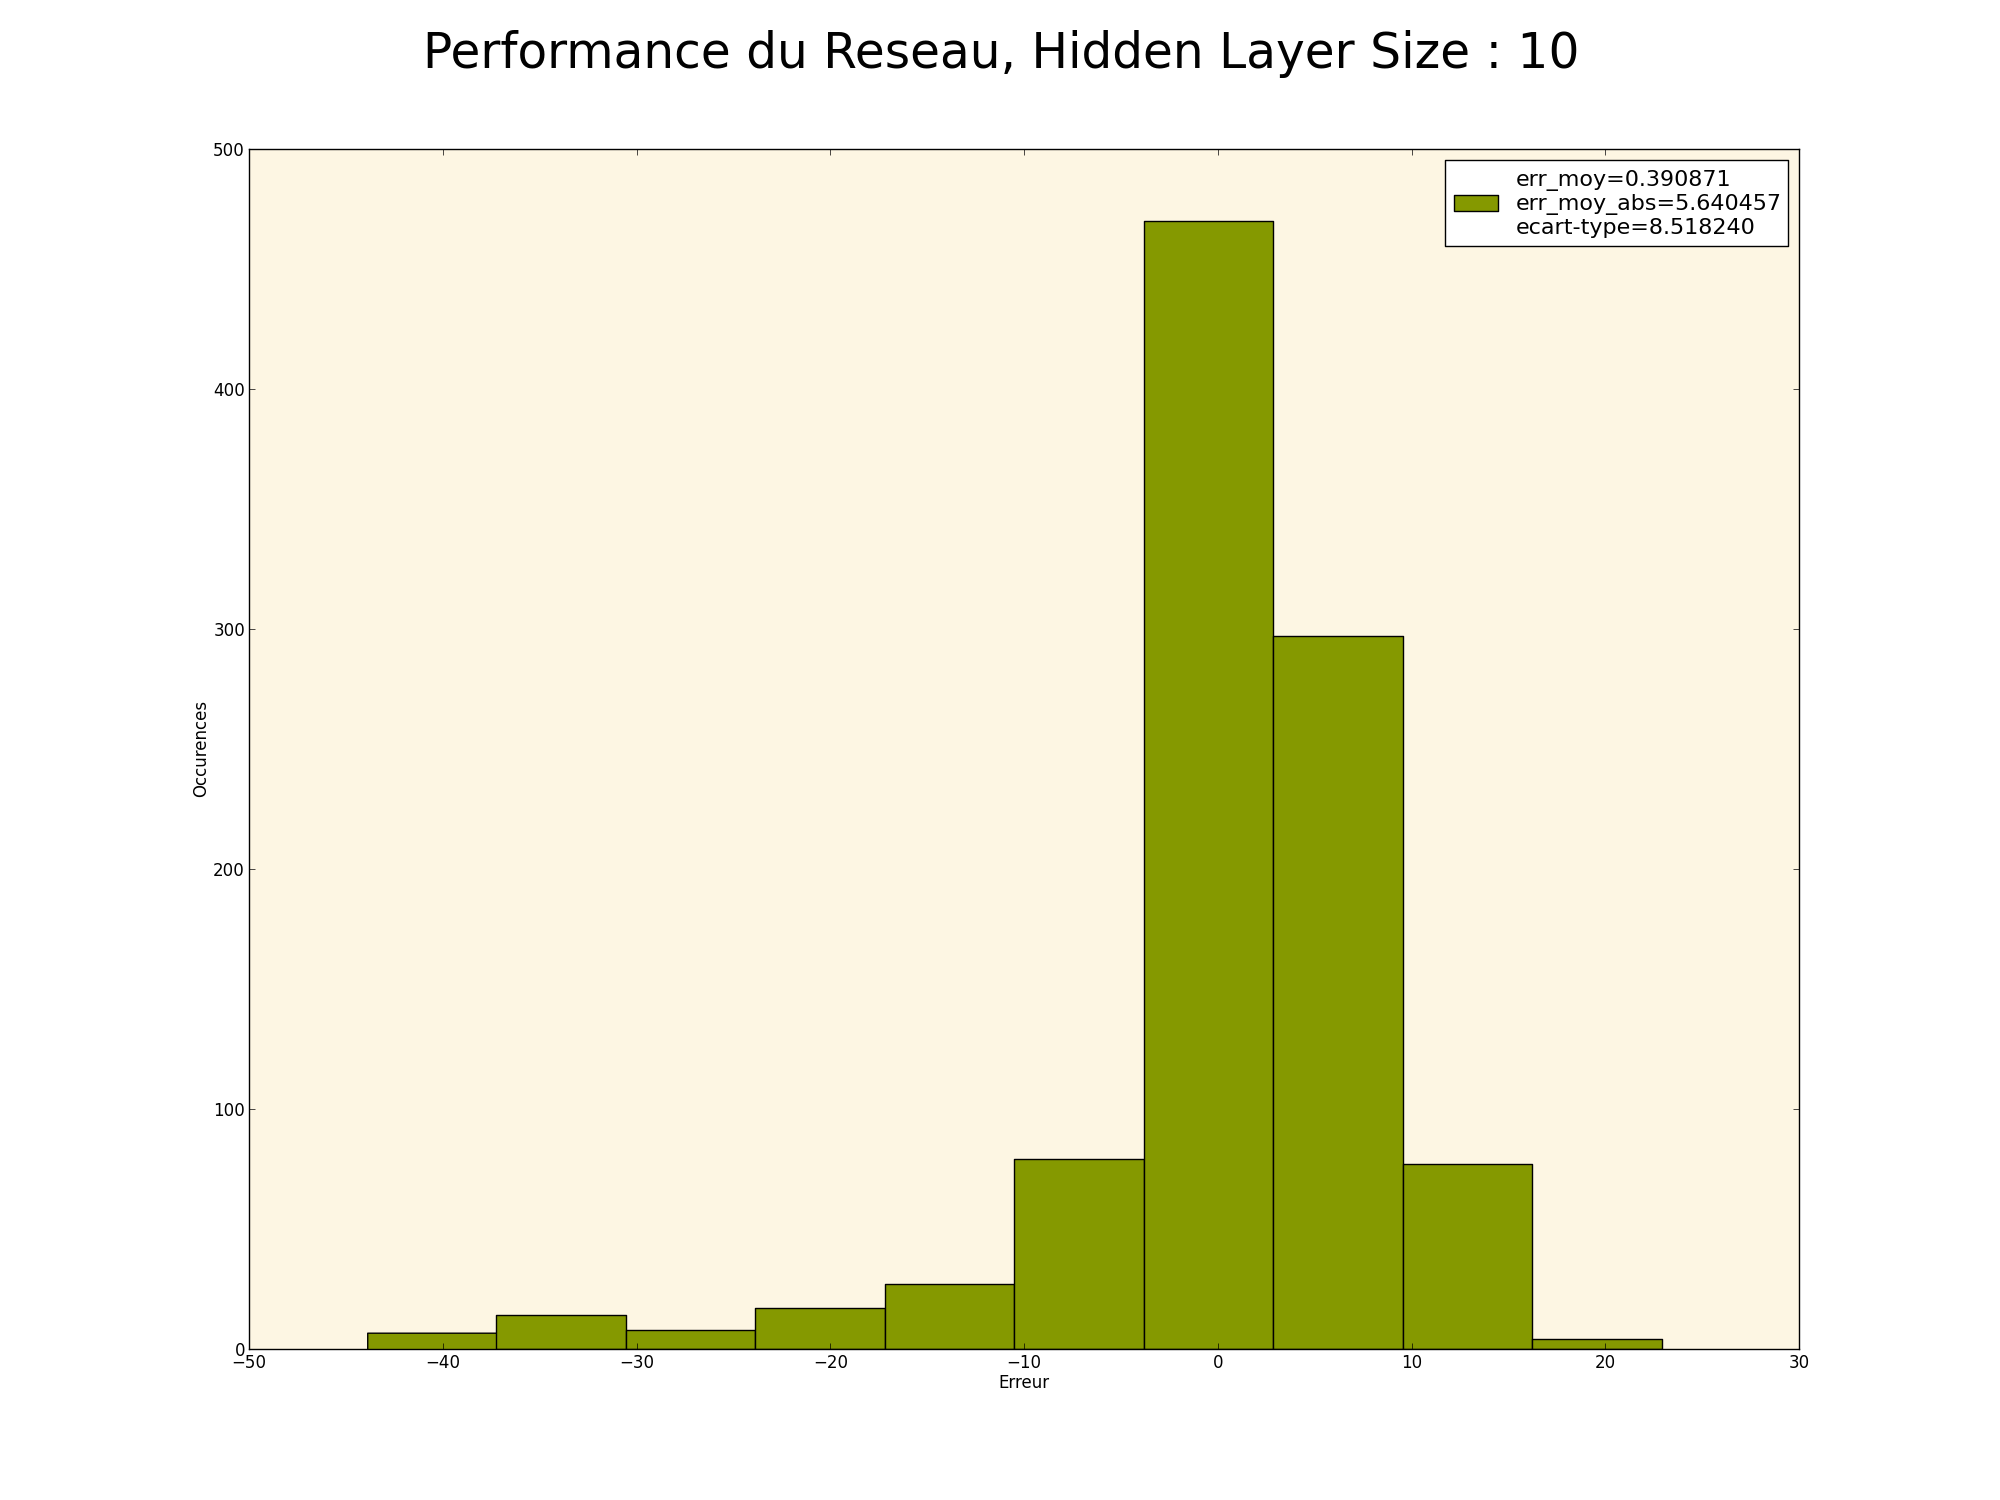 Performance du Reseau, Hidden Layer Size : 10
500
400
300
200
100
0
Occurences
err_moy=0.390871
err_moy_abs=5.640457
ecart-type=8.518240
−50 −40 −30 −20 −10 0 10 20 30
Erreur